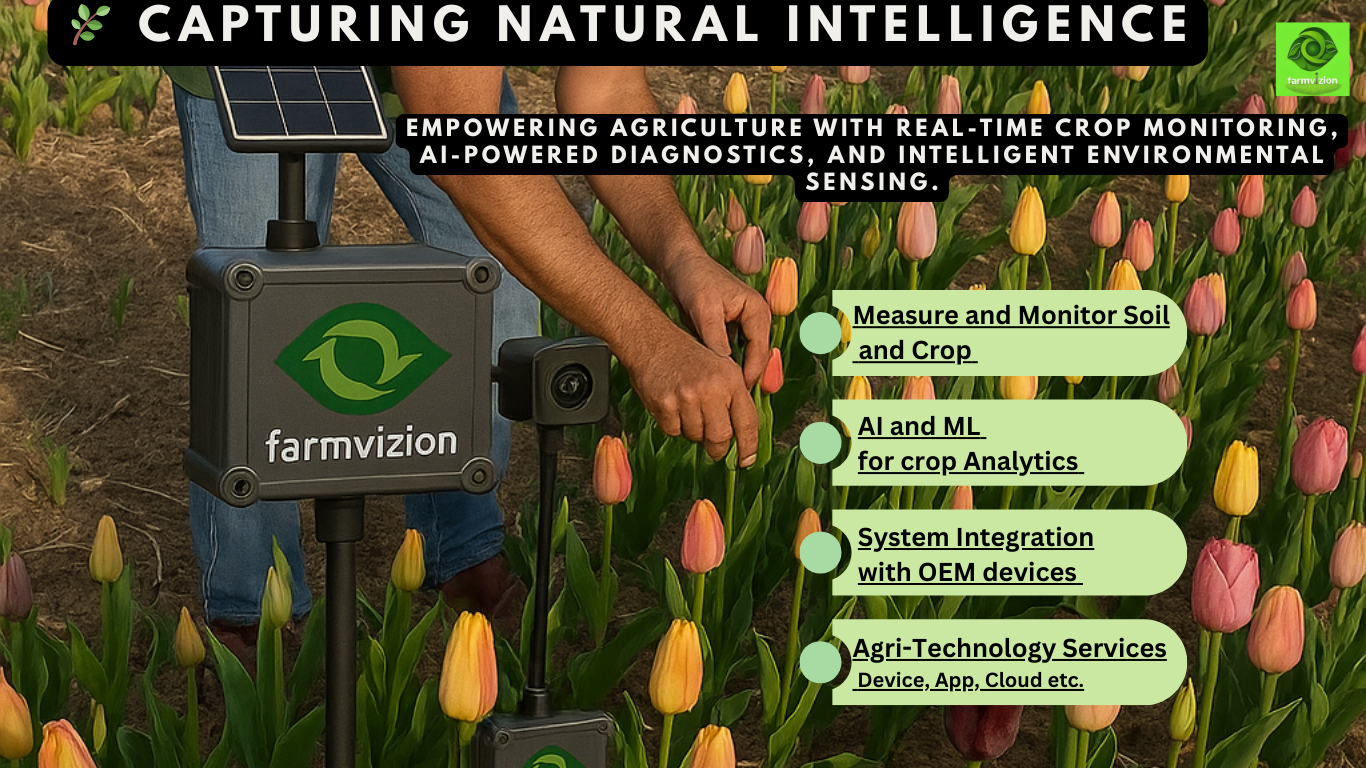 🌿 CAPTURING NATURAL INTELLIGENCE
farmvizion
EMPOWERING AGRICULTURE WITH REAL-TIME CROP MONITORING,
AI-POWERED DIAGNOSTICS, AND INTELLIGENT ENVIRONMENTAL
SENSING.
farmvizion
Measure and Monitor Soil
and Crop
AI and ML
for crop Analytics
System Integration
with OEM devices
Agri-Technology Services
Device, App, Cloud etc.